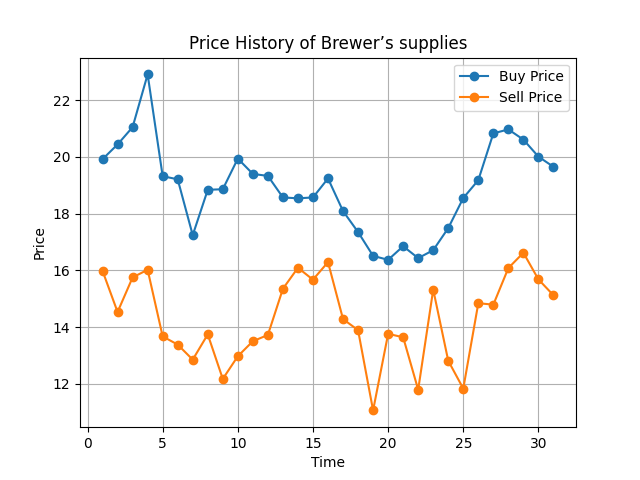 Price History of Brewer’s supplies
Buy Price
Sell Price
22
20
18
16
14
12
Price
0 5 10 15 20 25 30
Time